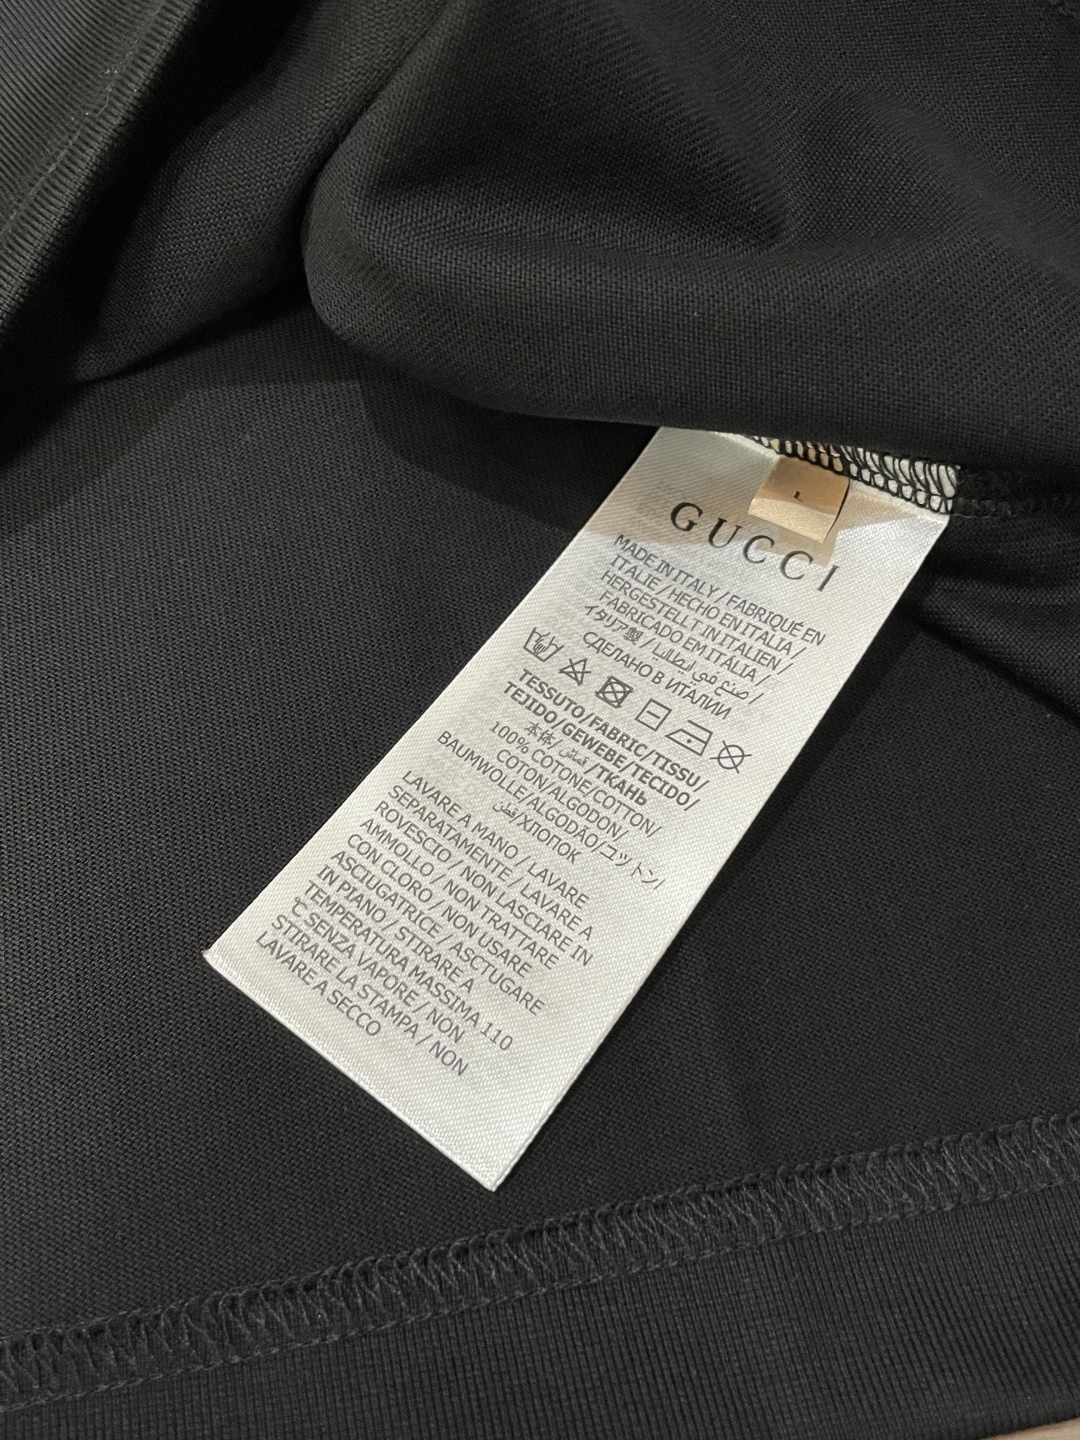 L
GUCCI
MADE IN ITALY / FABRIQUÉ EN
ITALIE / HECHO EN ITALIA /
HERGESTELLT IN ITALIEN /
FABRICADO EM ITALIA /
イタリア製 / صنع في ايطاليا /
СДЕЛАНО В ИТАЛИИ
TESSUTO/FABRIC/TISSU/
TEJIDO/GEWEBE/TECIDO/
本体/ قماش /ТКАНЬ
100% COTONE/COTTON/
COTON/ALGODON/
BAUMWOLLE/ALGODÃO/コットン/
قطن/ХЛОПОК
LAVARE A MANO / LAVARE
SEPARATAMENTE / LAVARE A
ROVESCIO / NON LASCIARE IN
AMMOLLO / NON TRATTARE
CON CLORO / NON USARE
ASCIUGATRICE / ASCTUGARE
IN PIANO / STIRARE A
TEMPERATURA MASSIMA 110
°C SENZA VAPORE / NON
STIRARE LA STAMPA / NON
LAVARE A SECCO